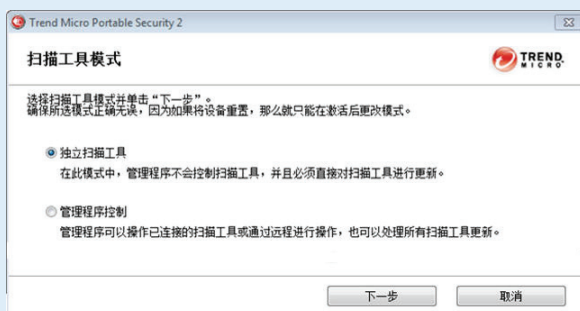 Trend Micro Portable Security 2
扫描工具模式
TREND
MICRO
选择扫描工具模式并单击“下一步”。
确保所选模式正确无误，因为如果将设备重置，那么就只能在激活后更改模式。
独立扫描工具
在此模式中，管理程序不会控制扫描工具，并且必须直接对扫描工具进行更新。
管理程序控制
管理程序可以操作已连接的扫描工具或通过远程进行操作，也可以处理所有扫描工具更新。
下一步
取消